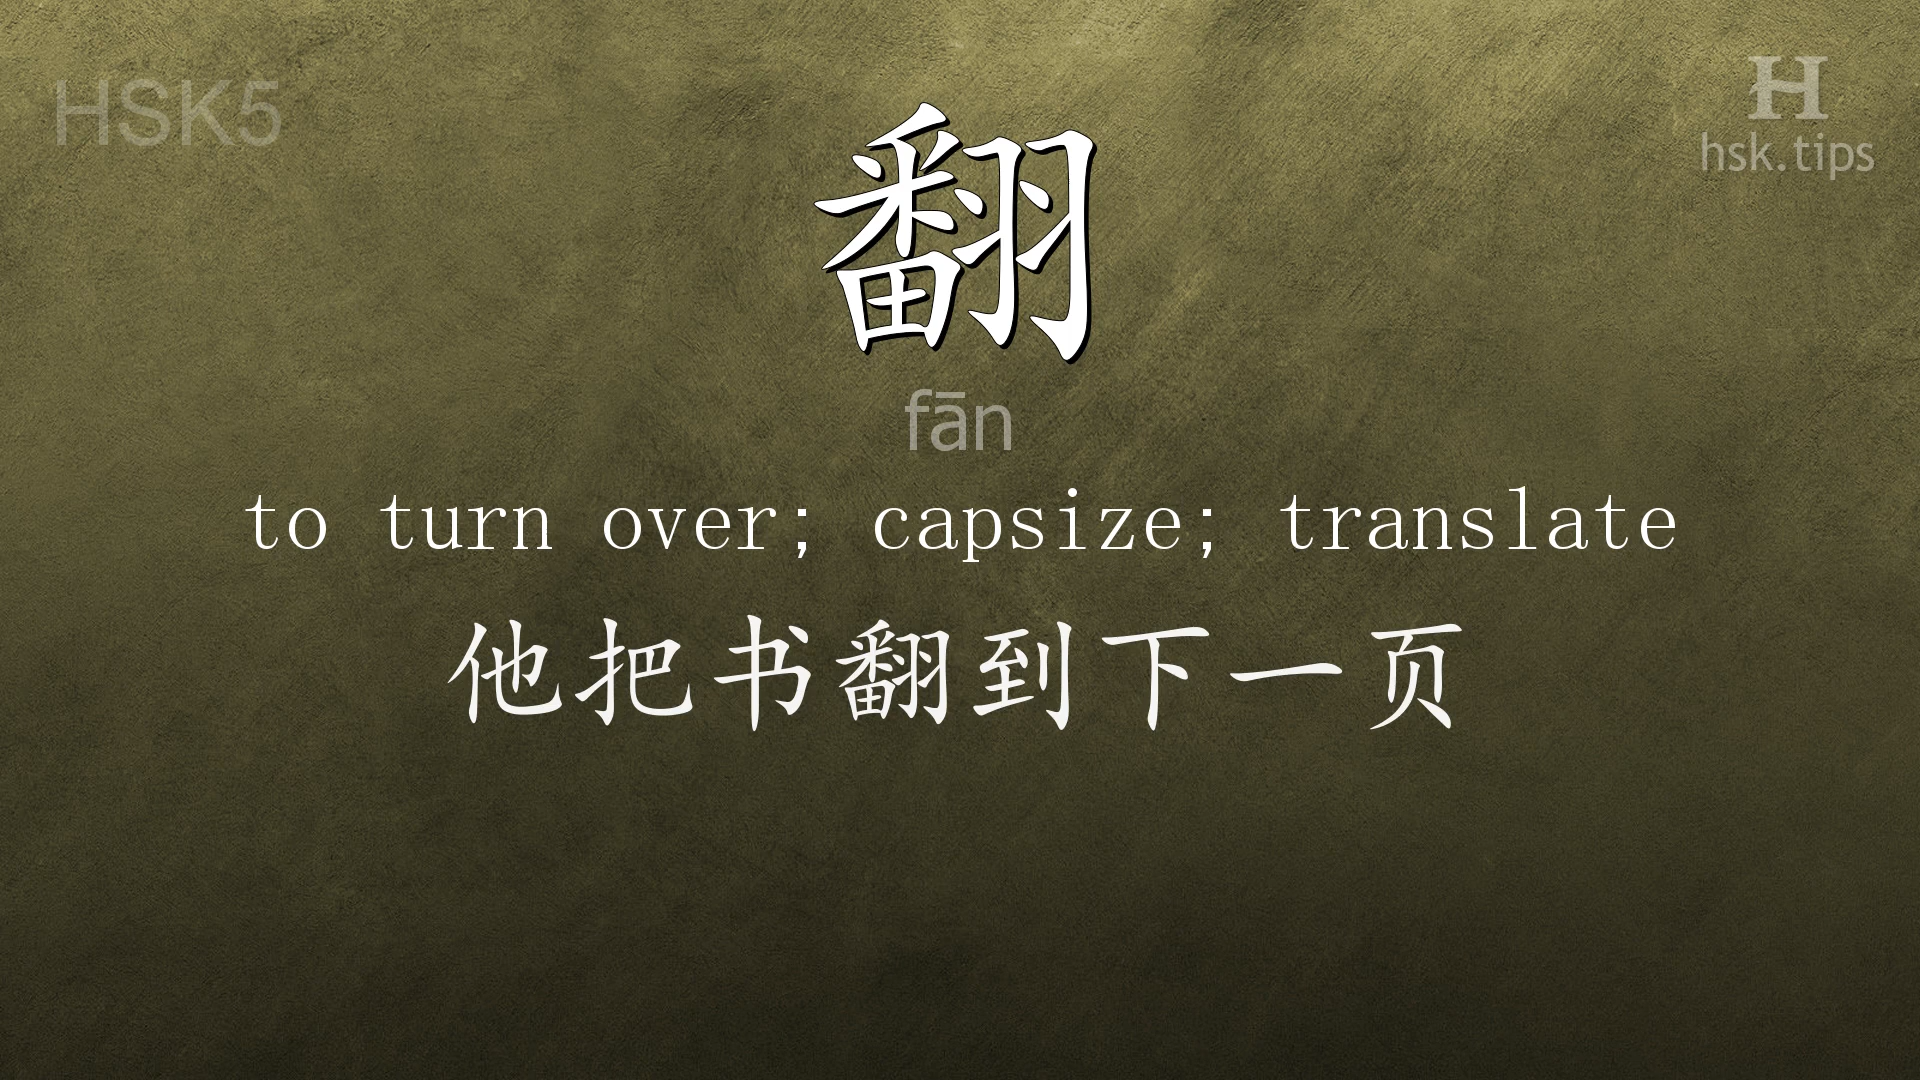 HSK5
H
hsk.tips
翻
fān
to turn over; capsize; translate
他把书翻到下一页